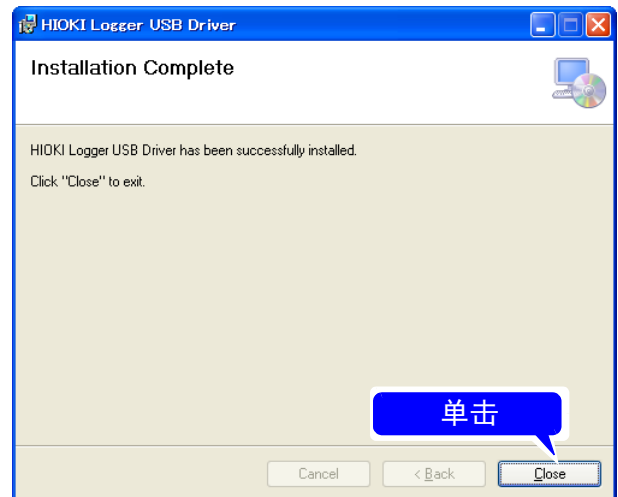 HIOKI Logger USB Driver
Installation Complete
HIOKI Logger USB Driver has been successfully installed.
Click "Close" to exit.
单击
Cancel
< Back
Close